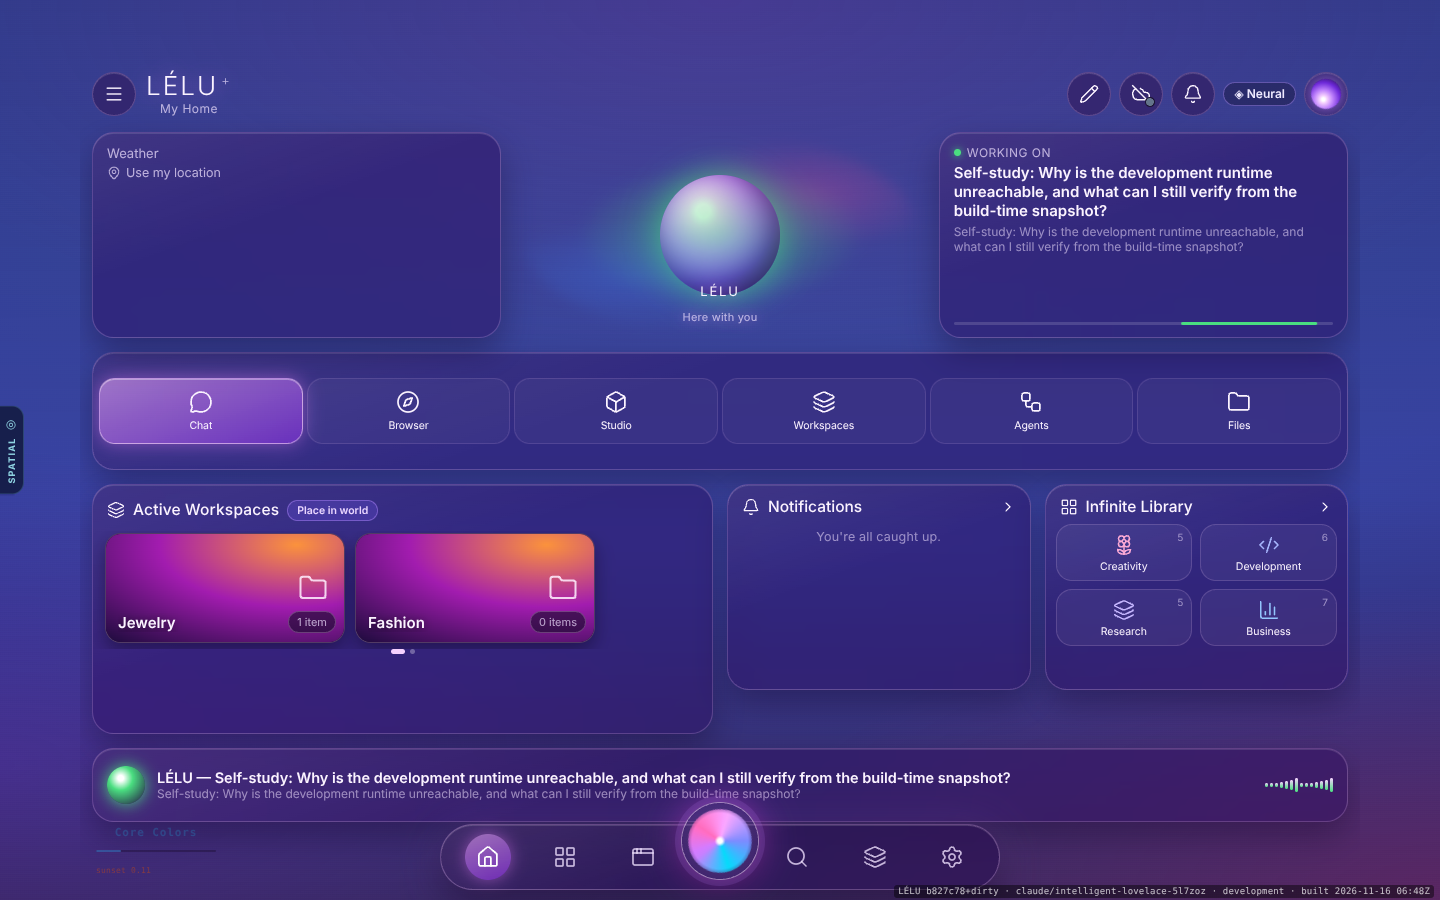 LÉLU +
My Home
◈ Neural
Weather
Use my location
LÉLU
Here with you
WORKING ON
Self-study: Why is the development runtime
unreachable, and what can I still verify from the
build-time snapshot?
Self-study: Why is the development runtime unreachable, and
what can I still verify from the build-time snapshot?
SPATIAL ◎
Chat
Browser
Studio
Workspaces
Agents
Files
Active Workspaces
Place in world
Jewelry
1 item
Fashion
0 items
Notifications
You're all caught up.
Infinite Library
5
Creativity
6
Development
5
Research
7
Business
LÉLU — Self-study: Why is the development runtime unreachable, and what can I still verify from the build-time snapshot?
Self-study: Why is the development runtime unreachable, and what can I still verify from the build-time snapshot?
Core Colors
sunset 0.11
LÉLU b827c78+dirty · claude/intelligent-lovelace-5l7zoz · development · built 2026-11-16 06:48Z